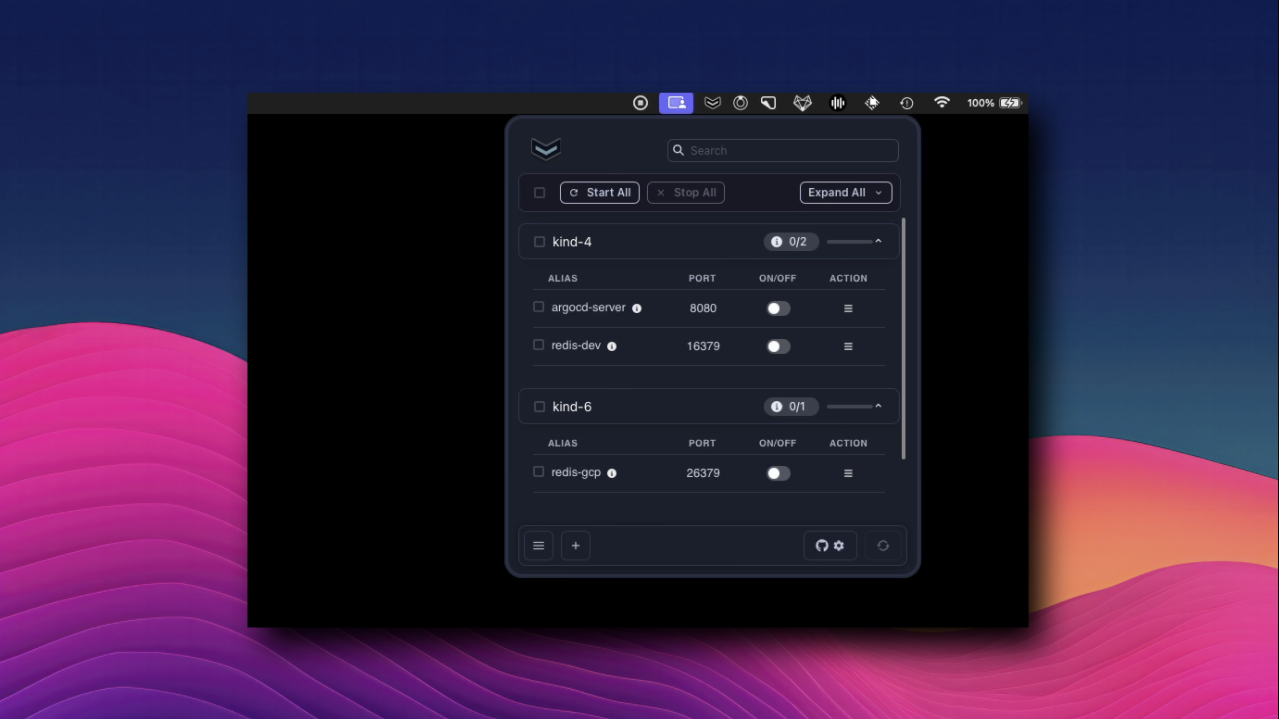 100%
Search
Start All Stop All Expand All
kind-4 0/2
ALIAS PORT ON/OFF ACTION
argocd-server 8080
redis-dev 16379
kind-6 0/1
ALIAS PORT ON/OFF ACTION
redis-gcp 26379